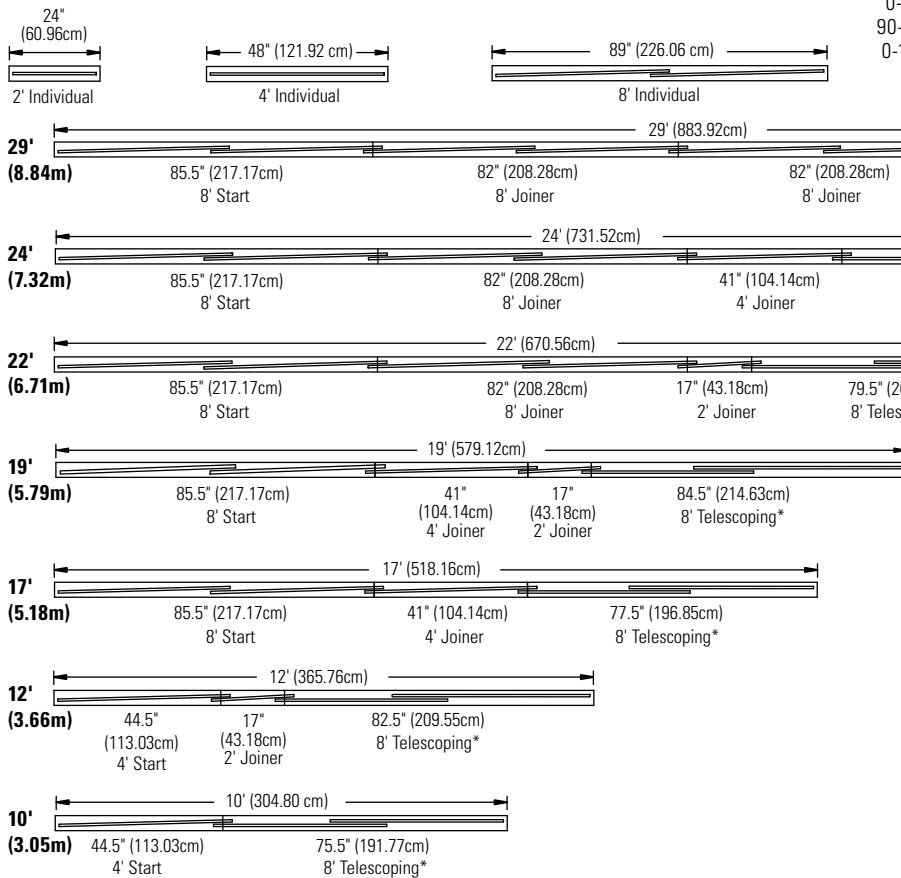 0-
90-
0-1
24"
(60.96cm)
48" (121.92 cm)
89" (226.06 cm)
2' Individual
4' Individual
8' Individual
29' (883.92cm)
29'
(8.84m)
85.5" (217.17cm)
82" (208.28cm)
82" (208.28cm)
8' Start
8' Joiner
8' Joiner
24' (731.52cm)
24'
(7.32m)
85.5" (217.17cm)
82" (208.28cm)
41" (104.14cm)
8' Start
8' Joiner
4' Joiner
22' (670.56cm)
22'
(6.71m)
85.5" (217.17cm)
82" (208.28cm)
17" (43.18cm)
79.5" (20
8' Start
8' Joiner
2' Joiner
8' Teles
19' (579.12cm)
19'
(5.79m)
85.5" (217.17cm)
8' Start
41"
(104.14cm)
4' Joiner
17"
(43.18cm)
2' Joiner
84.5" (214.63cm)
8' Telescoping*
17' (518.16cm)
17'
(5.18m)
85.5" (217.17cm)
41" (104.14cm)
77.5" (196.85cm)
8' Start
4' Joiner
8' Telescoping*
12' (365.76cm)
12'
(3.66m)
44.5"
(113.03cm)
4' Start
17"
(43.18cm)
2' Joiner
82.5" (209.55cm)
8' Telescoping*
10' (304.80 cm)
10'
(3.05m)
44.5" (113.03cm)
75.5" (191.77cm)
4' Start
8' Telescoping*